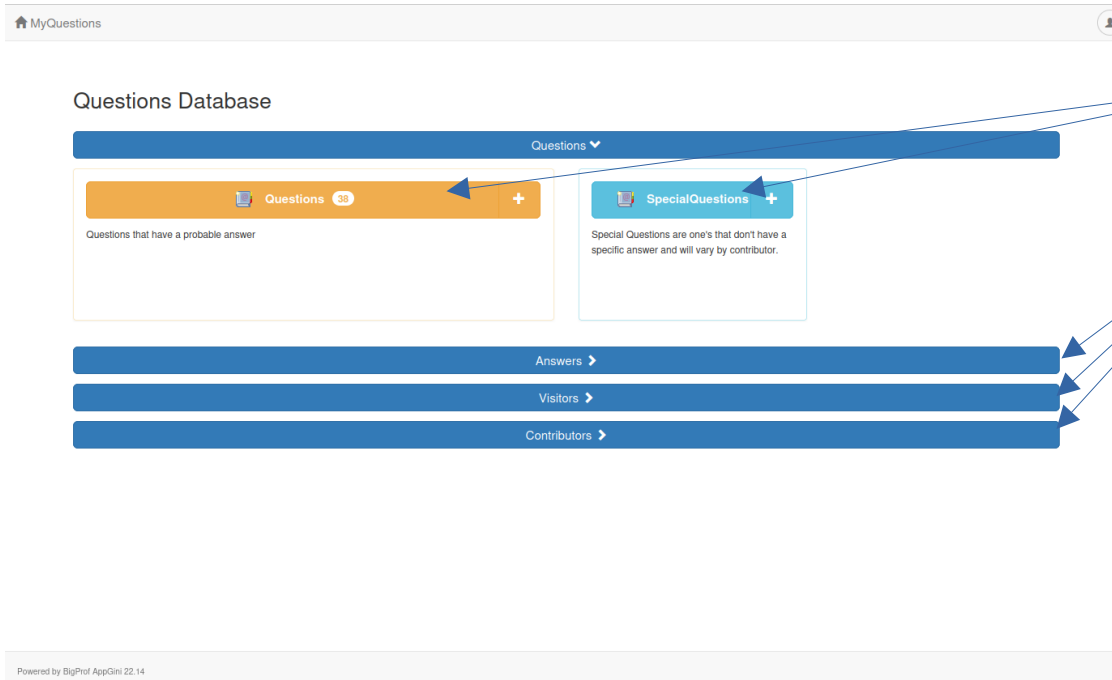 MyQuestions
Questions Database
Questions
Questions 38
SpecialQuestions
Questions that have a probable answer
Special Questions are one's that don't have a
specific answer and will vary by contributor.
Answers
Visitors
Contributors
Powered by BigProf AppGini 22.14